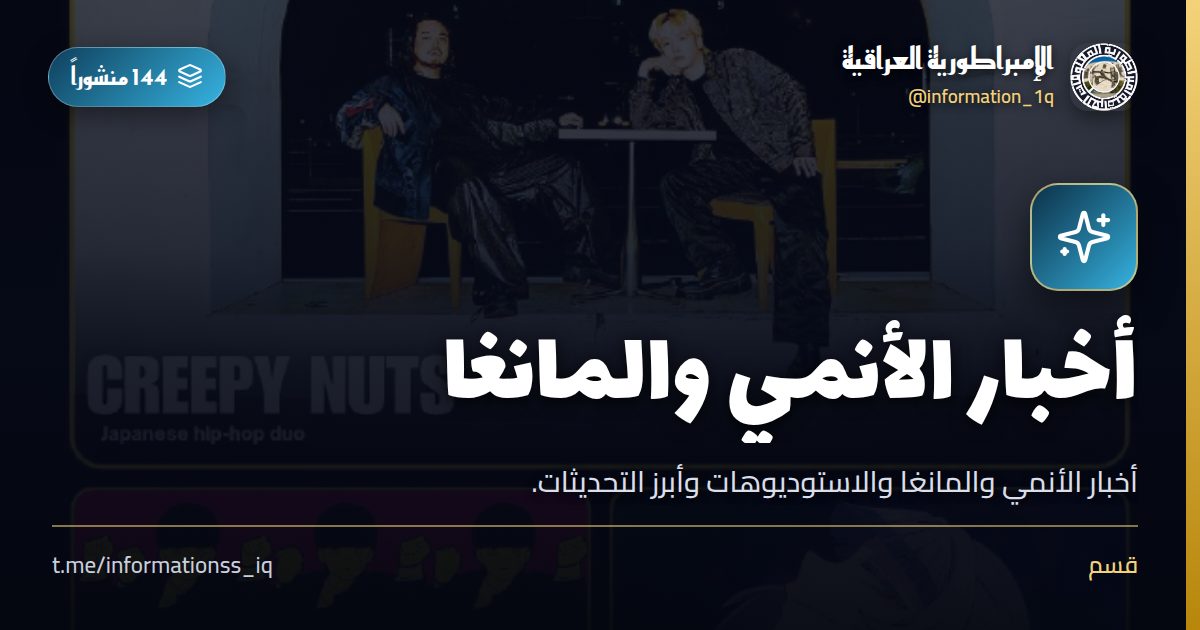 الإمبراطورية العراقية
@information_1q
144 منشوراً
CREEPY NUTS
Japanese hip-hop duo
أخبار الأنمي والمانغا
أخبار الأنمي والمانغا والاستوديوهات وأبرز التحديثات.
قسم
t.me/informationss_iq